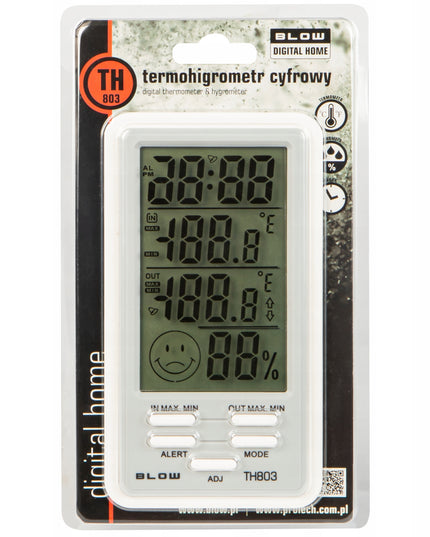 BLOW
DIGITAL HOME
TH
803
termohigrometr cyfrowy
digital thermometer & hygrometer
%
AL
PM
28:88
IN
MAX
MIN
-188.8 °E
OUT
MAX
MIN
-188.8 °E
88%
IN MAX. MIN
OUT MAX. MIN
ALERT
MODE
BLOW
ADJ
TH803
digital home
www.blow.pl
www.prolech.com.pl